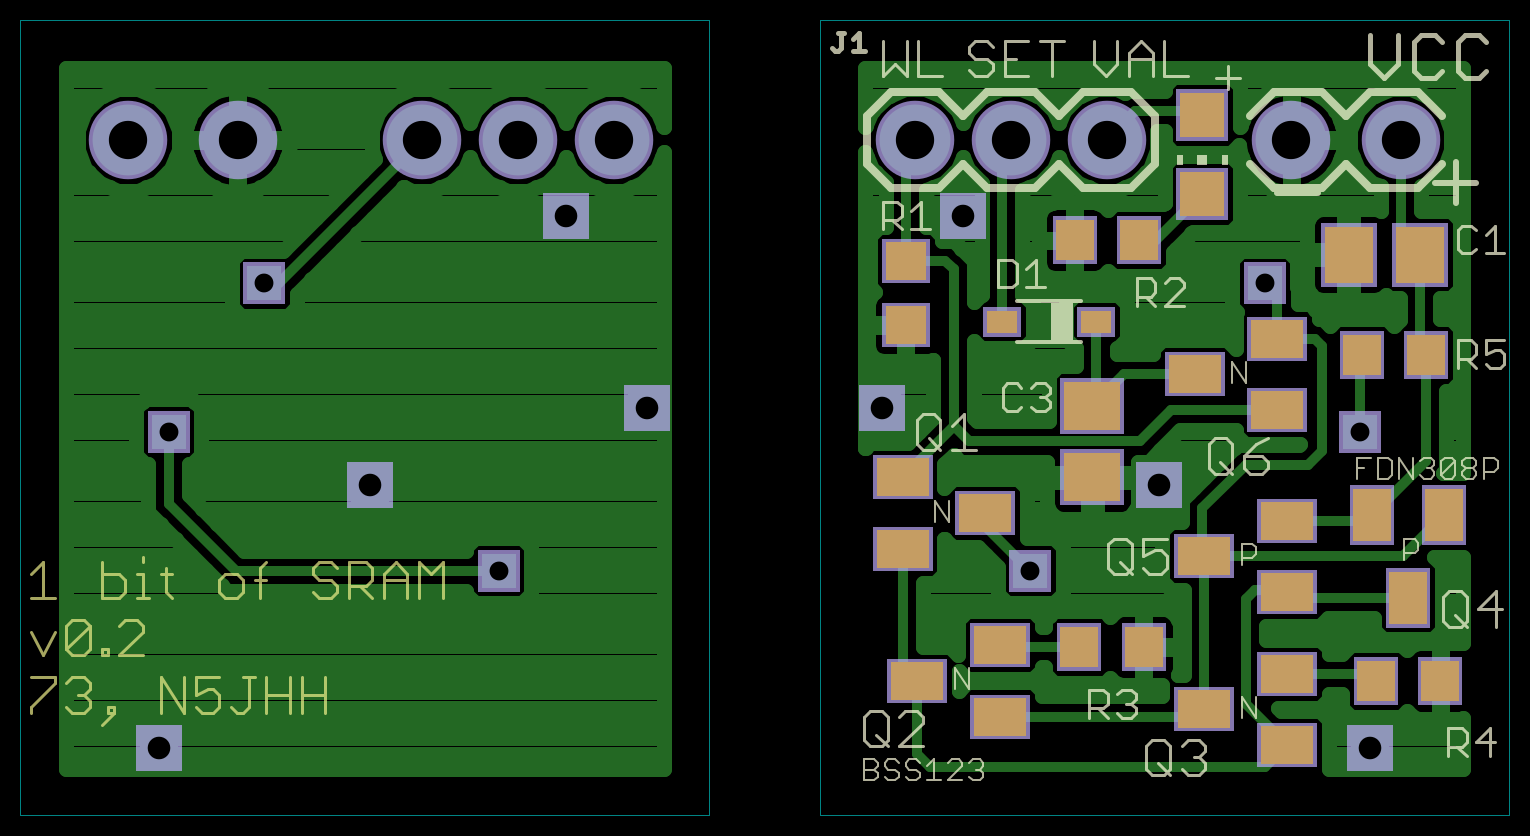 J1 WL SET VAL + VCC
R1 +
C1
D1
R2
R5
N
C3
Q1
Q6
FDN308P
N
Q5 P P
1 bit of SRAM
Q4
v0.2
73, N5JHH
N
R3 N
Q2
R4
Q3
BSS123